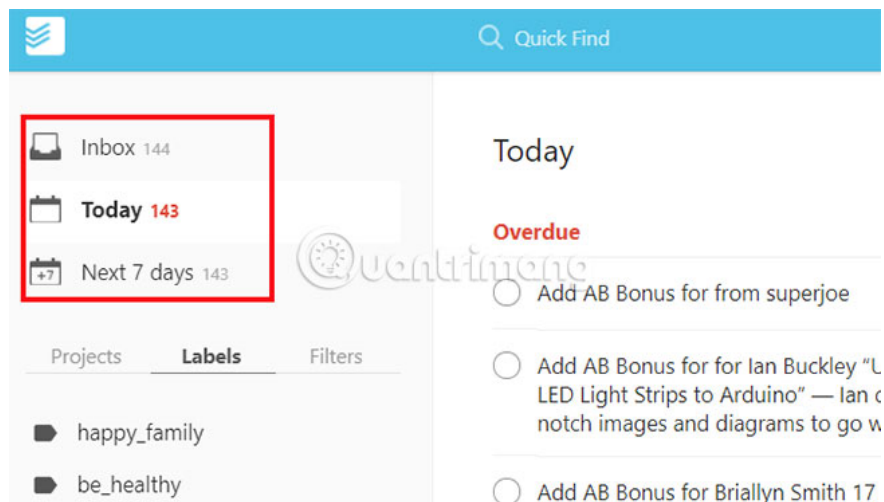 Quick Find
Inbox 144
Today 143
Next 7 days 143
+7
Projects Labels Filters
happy_family
be_healthy
Today
Overdue
Add AB Bonus for from superjoe
Add AB Bonus for for Ian Buckley “U
LED Light Strips to Arduino” — Ian
notch images and diagrams to go
Add AB Bonus for Briallyn Smith 17
Quantrimang